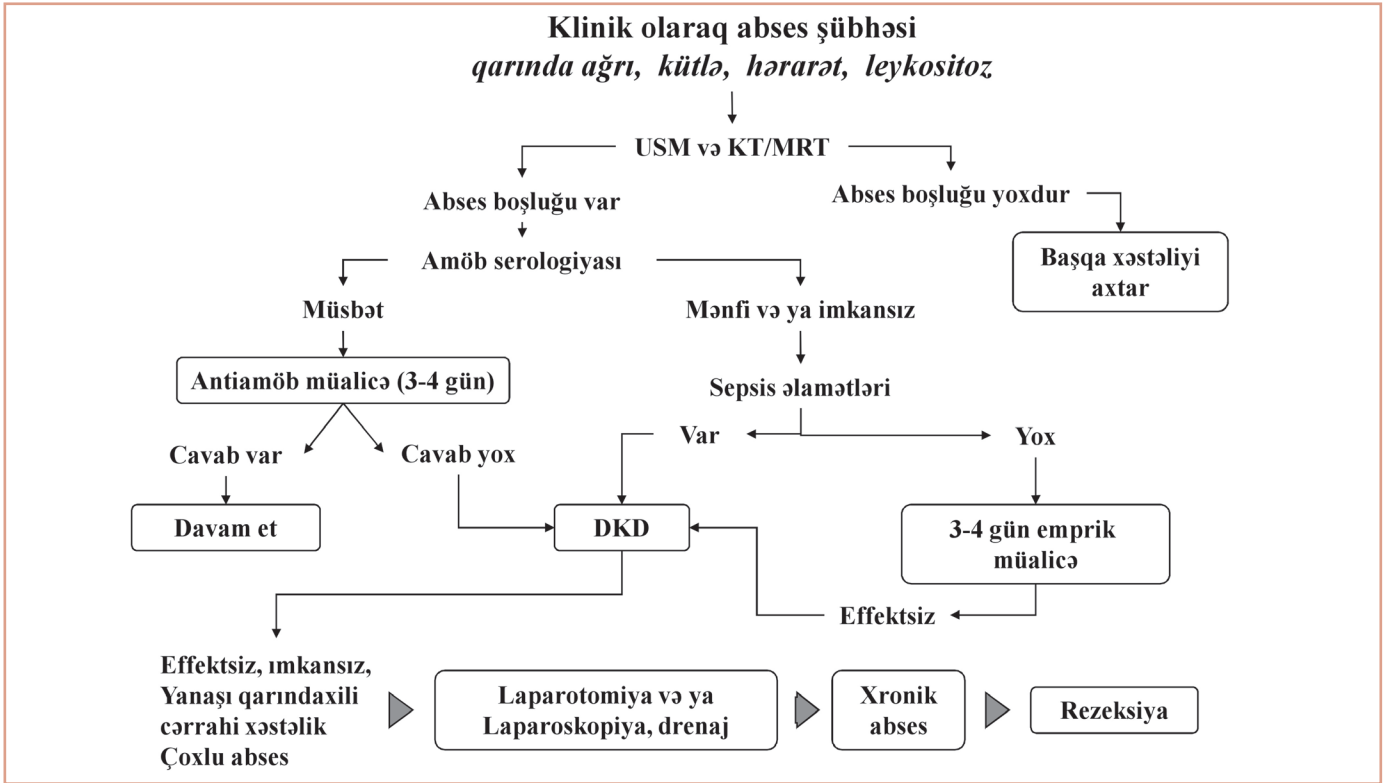 Klinik olaraq abses şübhəsi
qarında ağrı, kütlə, hərarət, leykositoz
USM və KT/MRT
Abses boşluğu var
Abses boşluğu yoxdur
Amöb serologiyası
Başqa xəstəliyi
axtar
Müsbət
Mənfi və ya imkansız
Antiamöb müalicə (3-4 gün)
Sepsis əlamətləri
Var
Yox
Cavab var
Cavab yox
Davam et
DKD
3-4 gün emprik
müalicə
Effektsiz
Effektsiz, ımkansız,
Yanaşı qarındaxili
cərrahi xəstəlik
Çoxlu abses
Laparotomiya və ya
Laparoskopiya, drenaj
Xronik
abses
Rezeksiya